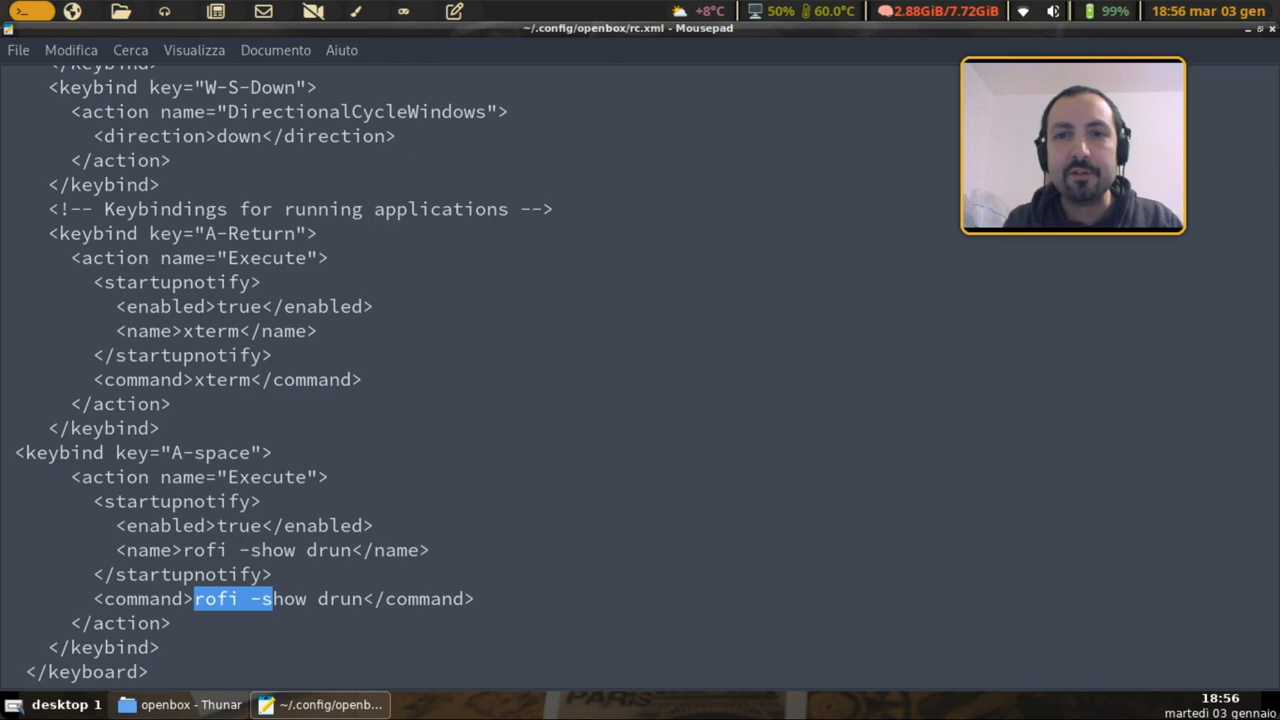 +8°C 50% 60.0°C 2.88GiB/7.72GiB 99% 18:56 mar 03 gen
~/.config/openbox/rc.xml - Mousepad
File Modifica Cerca Visualizza Documento Aiuto
</keybind>
<keybind key="W-S-Down">
<action name="DirectionalCycleWindows">
<direction>down</direction>
</action>
</keybind>
<!-- Keybindings for running applications -->
<keybind key="A-Return">
<action name="Execute">
<startupnotify>
<enabled>true</enabled>
<name>xterm</name>
</startupnotify>
<command>xterm</command>
</action>
</keybind>
<keybind key="A-space">
<action name="Execute">
<startupnotify>
<enabled>true</enabled>
<name>rofi -show drun</name>
</startupnotify>
<command>rofi -show drun</command>
</action>
</keybind>
</keyboard>
desktop 1 openbox - Thunar ~/.config/openb... 18:56
martedì 03 gennaio